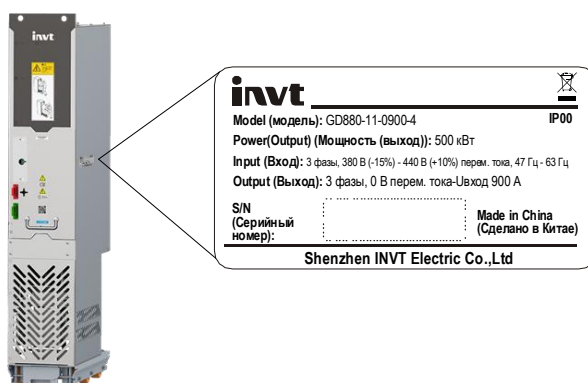 invt
invt
Model (модель): GD880-11-0900-4
IP00
Power(Output) (Мощность (выход)): 500 кВт
Input (Вход): 3 фазы, 380 В (-15%) - 440 В (+10%) перем. тока, 47 Гц - 63 Гц
Output (Выход): 3 фазы, 0 В перем. тока-Uвход 900 А
S/N
(Серийный
номер):
Made in China
(Сделано в Китае)
Shenzhen INVT Electric Co.,Ltd